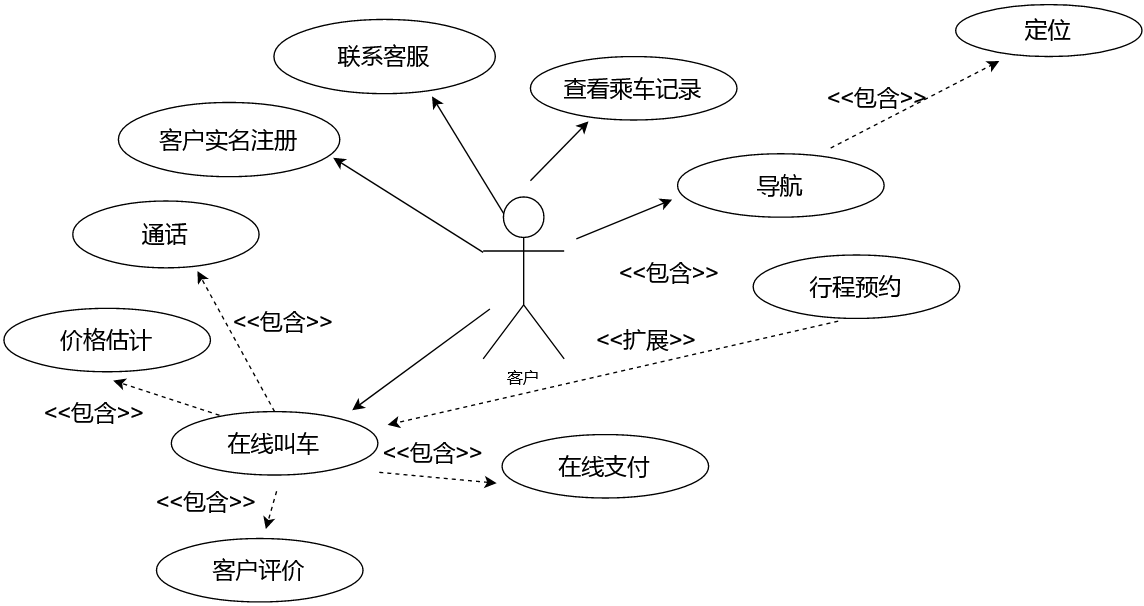 定位
联系客服
查看乘车记录
<<包含>>
客户实名注册
导航
通话
<<包含>>
行程预约
<<包含>>
价格估计
<<扩展>>
客户
<<包含>>
在线叫车
<<包含>>
在线支付
<<包含>>
客户评价